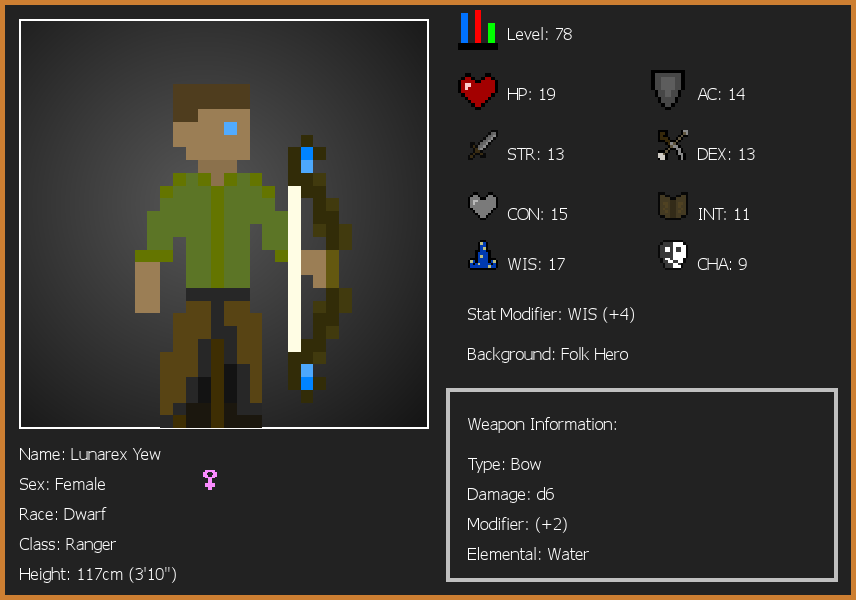 Level: 78
HP: 19
AC: 14
STR: 13
DEX: 13
CON: 15
INT: 11
WIS: 17
CHA: 9
Stat Modifier: WIS (+4)
Background: Folk Hero
Weapon Information:
Type: Bow
Damage: d6
Modifier: (+2)
Elemental: Water
Name: Lunarex Yew
Sex: Female
Race: Dwarf
Class: Ranger
Height: 117cm (3'10")